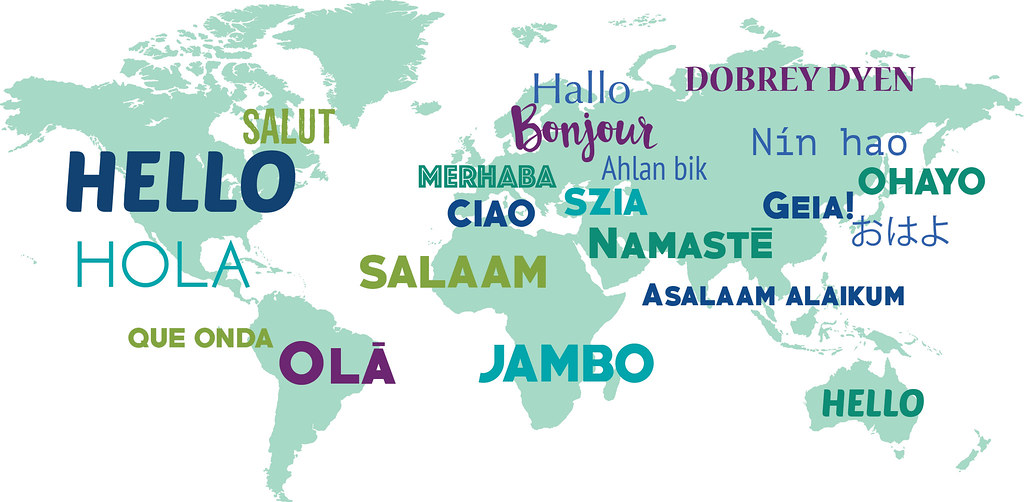 Hallo
DOBREY DYEN
SALUT
Bonjour
Nín hao
HELLO
MERHABA
Ahlan bik
OHAYO
CIAO
SZIA
GEIA!
おはよ
HOLA
NAMASTĒ
SALAAM
ASALAAM ALAIKUM
QUE ONDA
OLĀ
JAMBO
HELLO